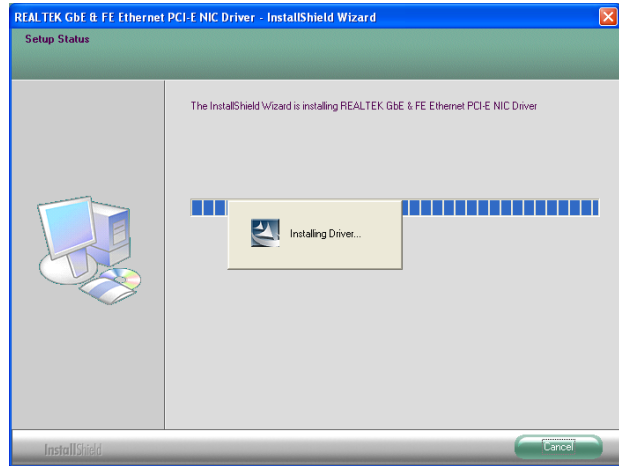 REALTEK GbE & FE Ethernet PCI-E NIC Driver - InstallShield Wizard
Setup Status
The InstallShield Wizard is installing REALTEK GbE & FE Ethernet PCI-E NIC Driver
Installing Driver...
InstallShield
Cancel